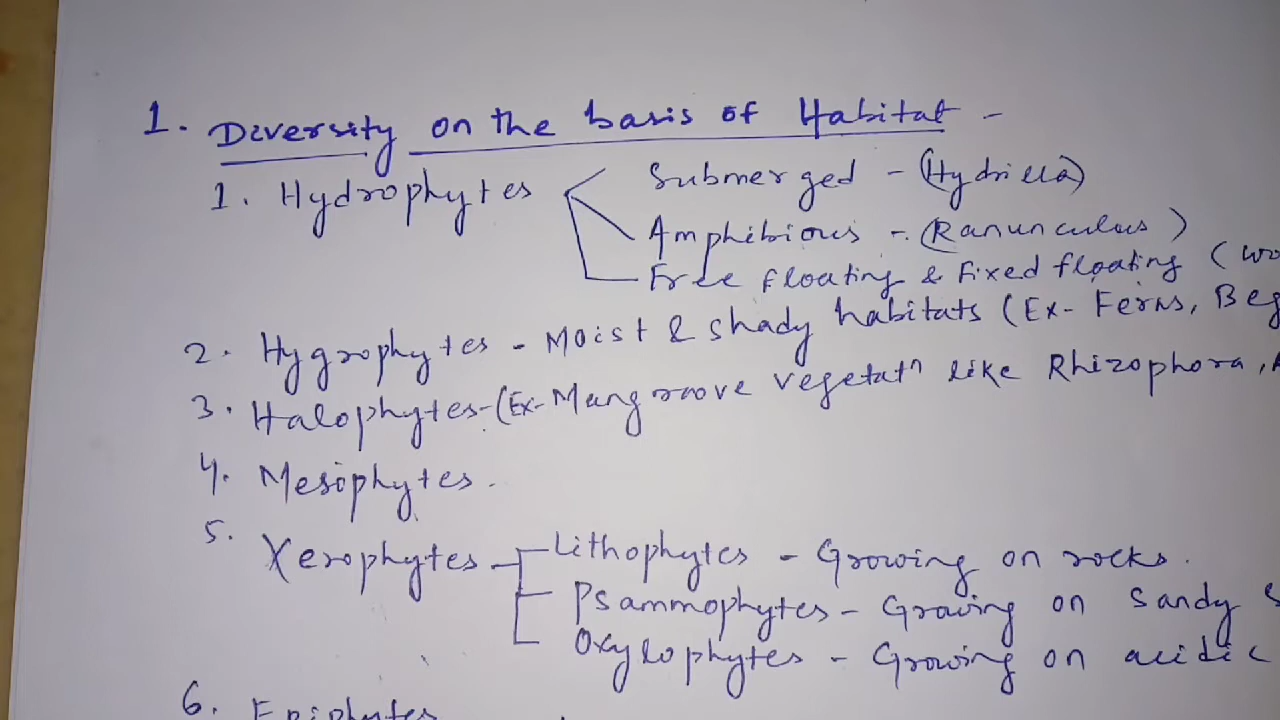 1. Diversity on the basis of Habitat -
1. Hydrophytes Submerged - (Hydrilla)
Amphibious - (Ranunculus)
Free floating & Fixed floating (
2. Hygrophytes - Moist & shady habitats (Ex- Ferns,
3. Halophytes - (Ex- Mangroove vegetatn like Rhizophora,
4. Mesophytes.
5. Xerophytes Lithophytes - Growing on rocks.
Psammophytes - Growing on Sandy
Oxylophytes - Growing on acidic
6. Epiphytes